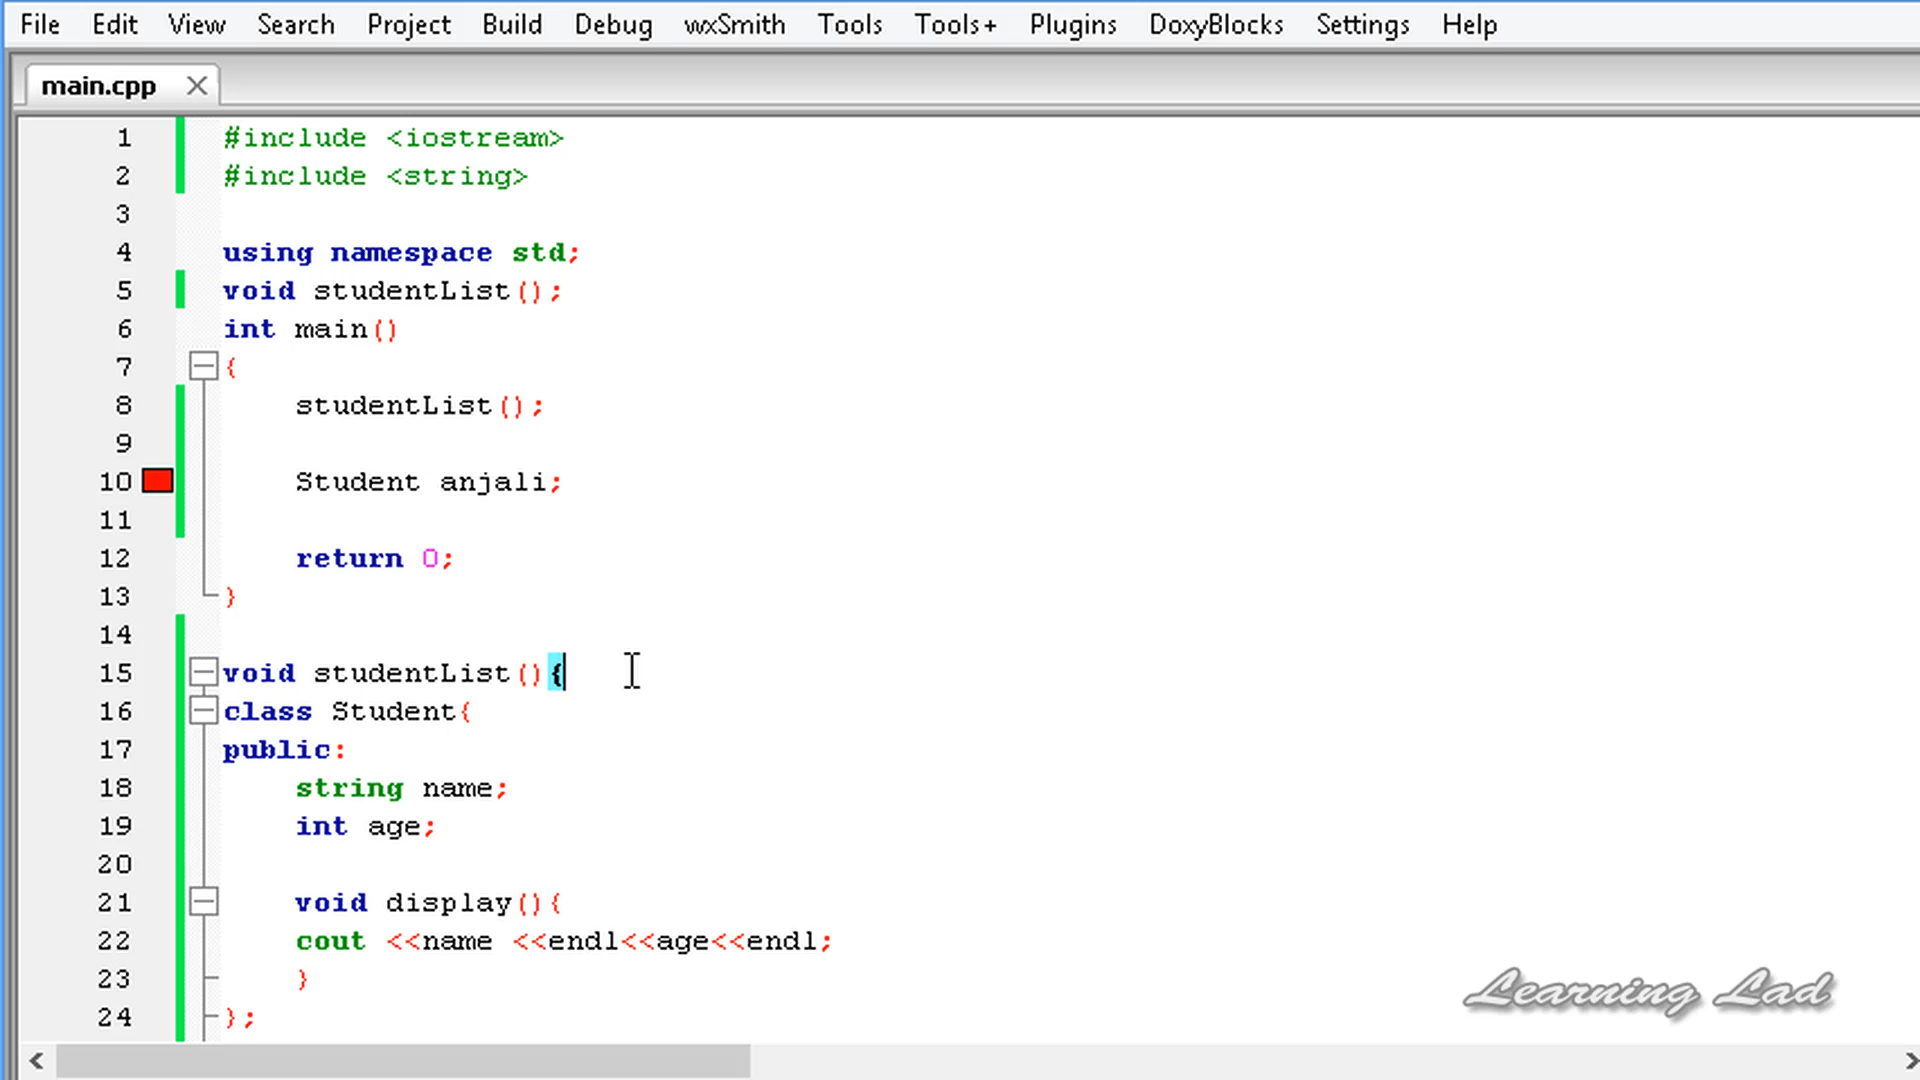 File Edit View Search Project Build Debug wxSmith Tools Tools+ Plugins DoxyBlocks Settings Help
main.cpp
1 #include <iostream>
2 #include <string>
3
4 using namespace std;
5 void studentList();
6 int main()
7 {
8 studentList();
9
10 Student anjali;
11
12 return 0;
13 }
14
15 void studentList(){
16 class Student{
17 public:
18 string name;
19 int age;
20
21 void display(){
22 cout <<name <<endl<<age<<endl;
23 }
24 };
Learning Lad